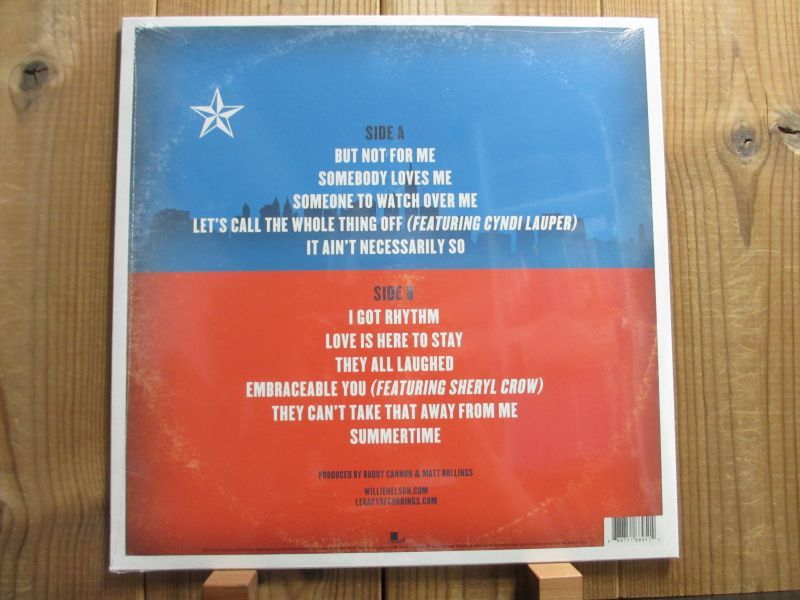 SIDE A
BUT NOT FOR ME
SOMEBODY LOVES ME
SOMEONE TO WATCH OVER ME
LET'S CALL THE WHOLE THING OFF (FEATURING CYNDI LAUPER)
IT AIN'T NECESSARILY SO
SIDE B
I GOT RHYTHM
LOVE IS HERE TO STAY
THEY ALL LAUGHED
EMBRACEABLE YOU (FEATURING SHERYL CROW)
THEY CAN'T TAKE THAT AWAY FROM ME
SUMMERTIME
PRODUCED BY BUDDY CANNON & MATT ROLLINGS
WILLIENELSON.COM
LEGACYRECORDINGS.COM